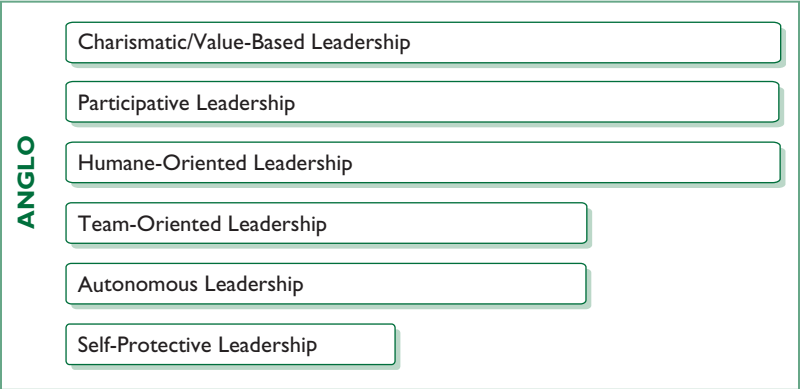 ANGLO
Charismatic/Value-Based Leadership
Participative Leadership
Humane-Oriented Leadership
Team-Oriented Leadership
Autonomous Leadership
Self-Protective Leadership